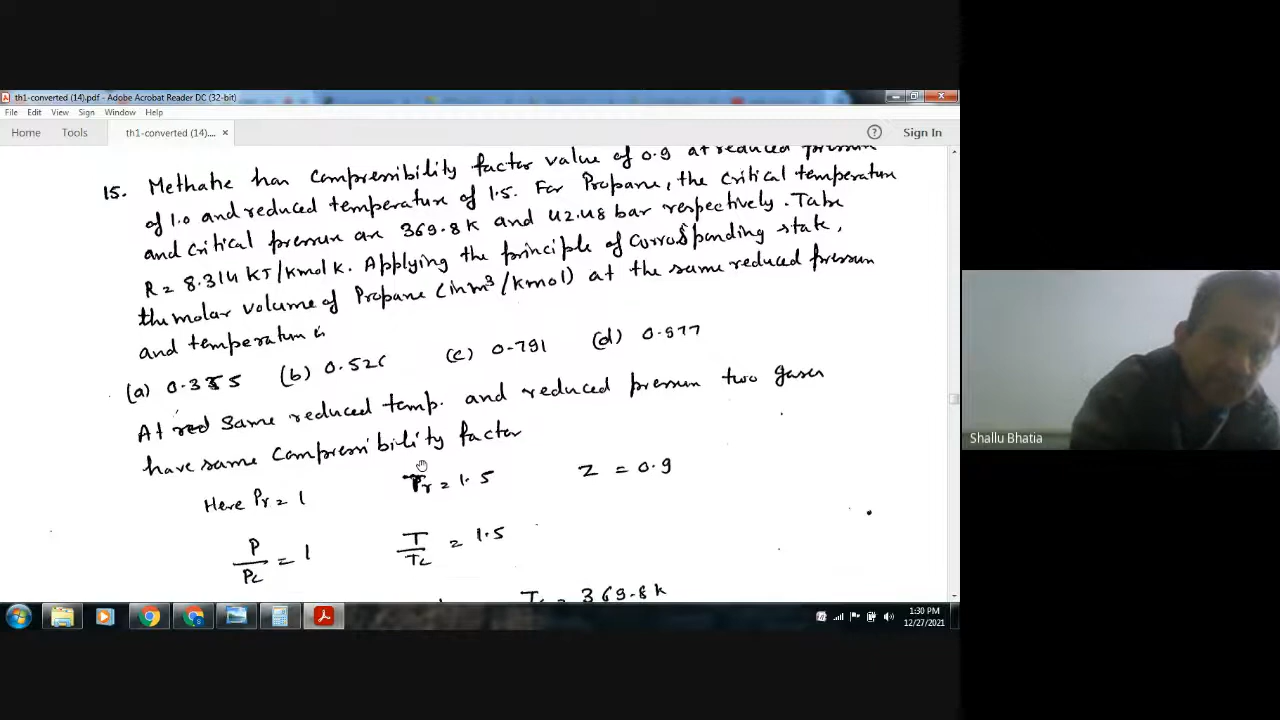 th1-converted (14).pdf - Adobe Acrobat Reader DC (32-bit)
File Edit View Sign Window Help
Home Tools th1-converted (14).... × ? Sign In
15. Methane has compressibility factor value of 0.9 at reduced pressure
of 1.0 and reduced temperature of 1.5. For Propane, the critical temperature
and critical pressure are 369.8 K and 42.48 bar respectively. Take
R = 8.314 KJ/kmol K. Applying the principle of corrosponding state,
the molar volume of Propane (in m³/kmol) at the same reduced pressure
and temperature is
(a) 0.355 (b) 0.526 (c) 0.791 (d) 0.977
At red same reduced temp. and reduced pressure two gases
have same compressibility factor
Here Pr = 1 Tr = 1.5 Z = 0.9
P/Pc = 1 T/Tc = 1.5
= 369.8 K
Shallu Bhatia
1:30 PM
12/27/2021